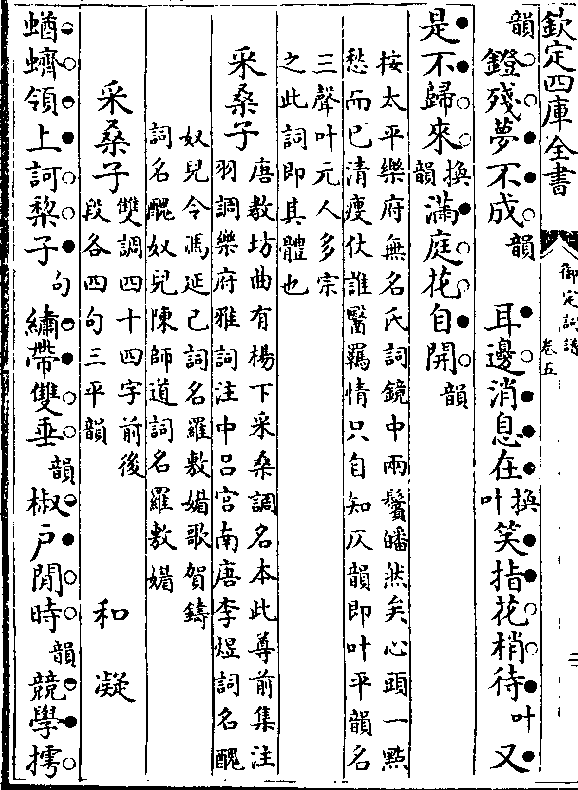 欽定四庫全書
御定詞譜
卷五
二
韻 鐙殘夢不成韻 耳邊消息在換叶笑指花梢待叶又
是不歸來換韻滿庭花自開韻
按太平樂府無名氏詞鏡中兩鬢皤然矣心頭一點
愁而已清瘦仗誰醫羈情只自知仄韻即叶平韻名
三聲叶元人多宗
之此詞即其體也
采桑子
唐教坊曲有楊下采桑調名本此尊前集注
羽調樂府雅詞注中呂宮南唐李煜詞名醜
奴兒令馮延己詞名羅敷媚歌賀鑄
詞名醜奴兒陳師道詞名羅敷媚
采桑子 雙調四十四字前後
段各四句三平韻 和凝
蝤蠐領上訶梨子句 繡帶雙垂韻椒戶閒時韻競學摴